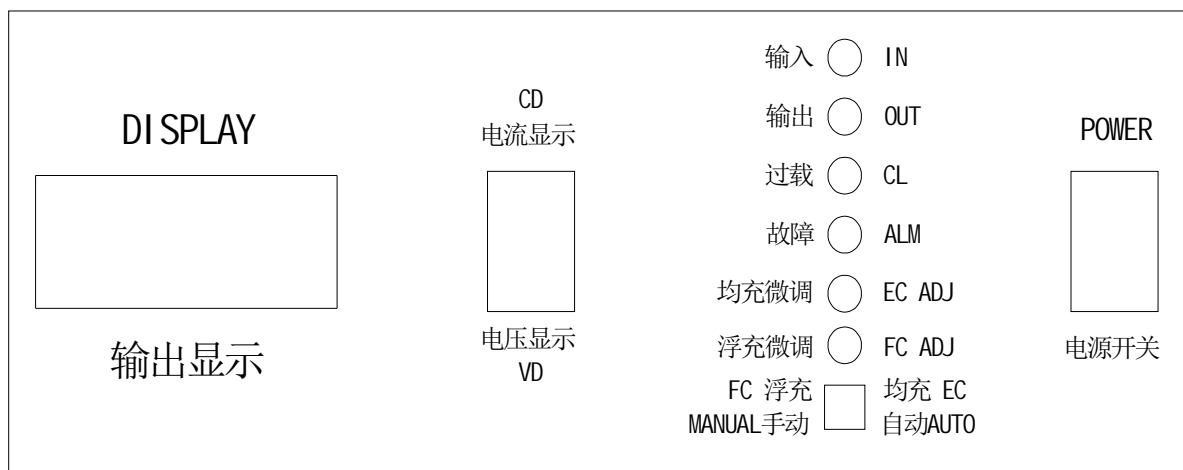 DISPLAY
输出显示
CD
电流显示
电压显示
VD
输入 IN
输出 OUT
过载 CL
故障 ALM
均充微调 EC ADJ
浮充微调 FC ADJ
FC 浮充 均充 EC
MANUAL手动 自动AUTO
POWER
电源开关